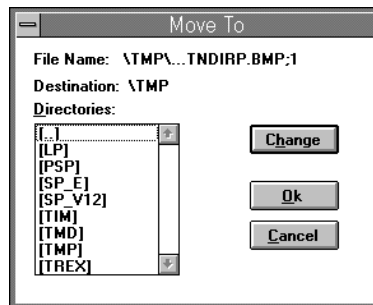 Move To
File Name: \TMP\...TNDIRP.BMP;1
Destination: \TMP
Directories:
[..]
[LP]
[PSP]
[SP_E]
[SP_V12]
[TIM]
[TMD]
[TMP]
[TREX]
Change
Ok
Cancel